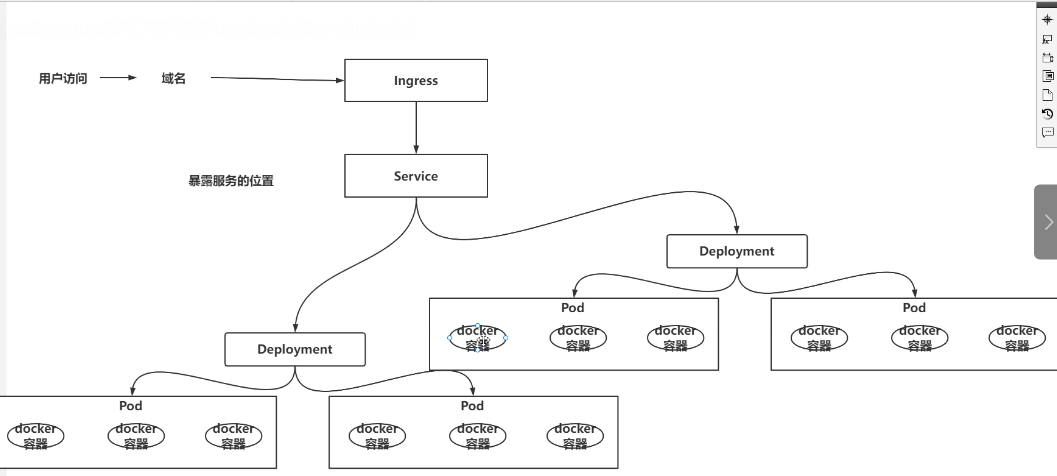 用户访问
域名
Ingress
Service
暴露服务的位置
Deployment
Pod
docker
容器
docker
容器
docker
容器
Pod
docker
容器
docker
容器
docker
容器
Deployment
Pod
docker
容器
docker
容器
docker
容器
Pod
docker
容器
docker
容器
docker
容器